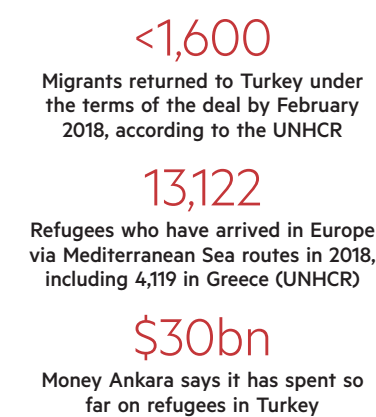 <1,600
Migrants returned to Turkey under
the terms of the deal by February
2018, according to the UNHCR
13,122
Refugees who have arrived in Europe
via Mediterranean Sea routes in 2018,
including 4,119 in Greece (UNHCR)
$30bn
Money Ankara says it has spent so
far on refugees in Turkey